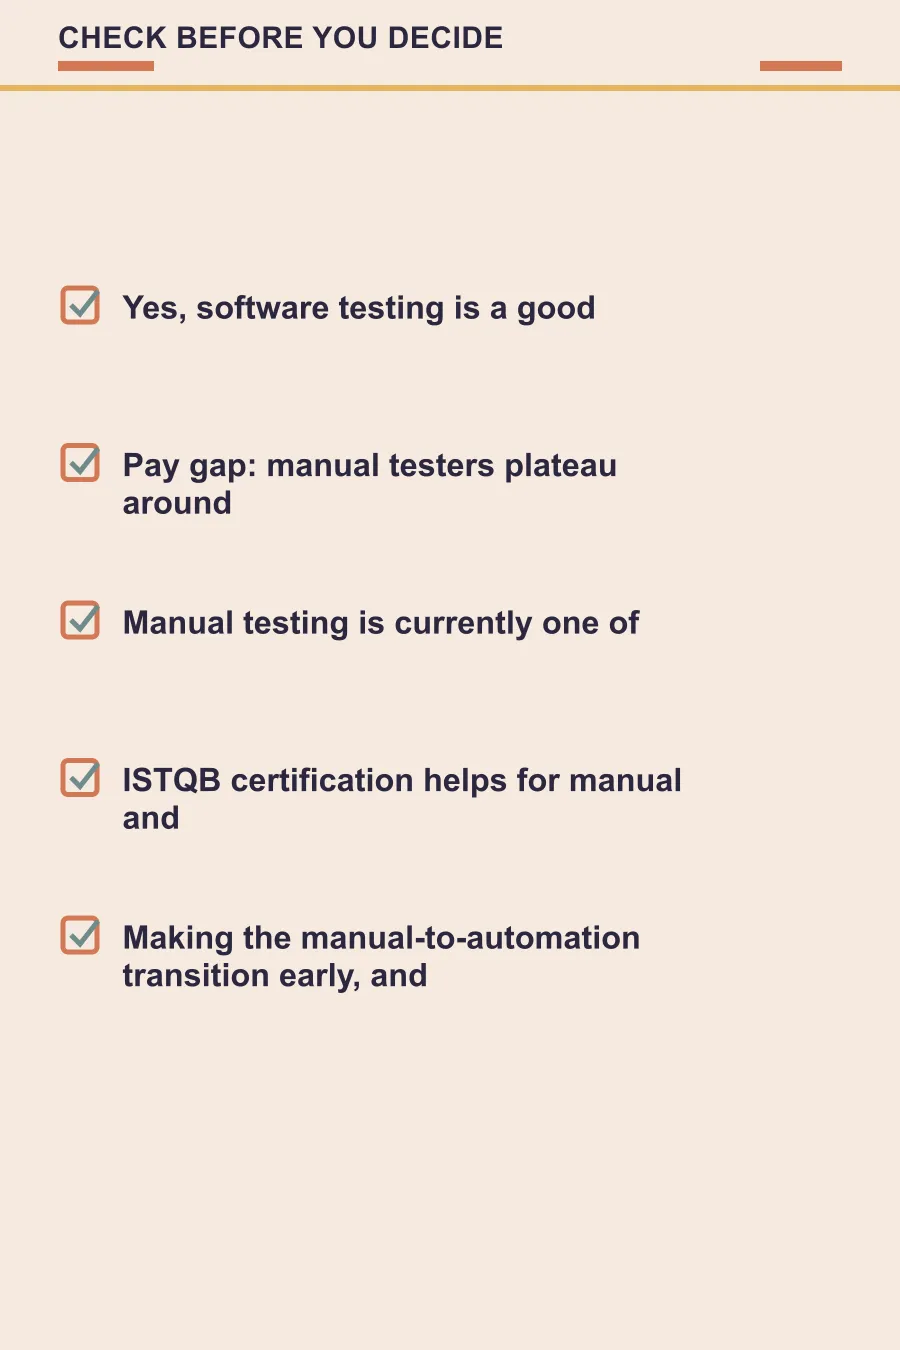 CHECK BEFORE YOU DECIDE
Yes, software testing is a good
Pay gap: manual testers plateau
around
Manual testing is currently one of
ISTQB certification helps for manual
and
Making the manual-to-automation
transition early, and